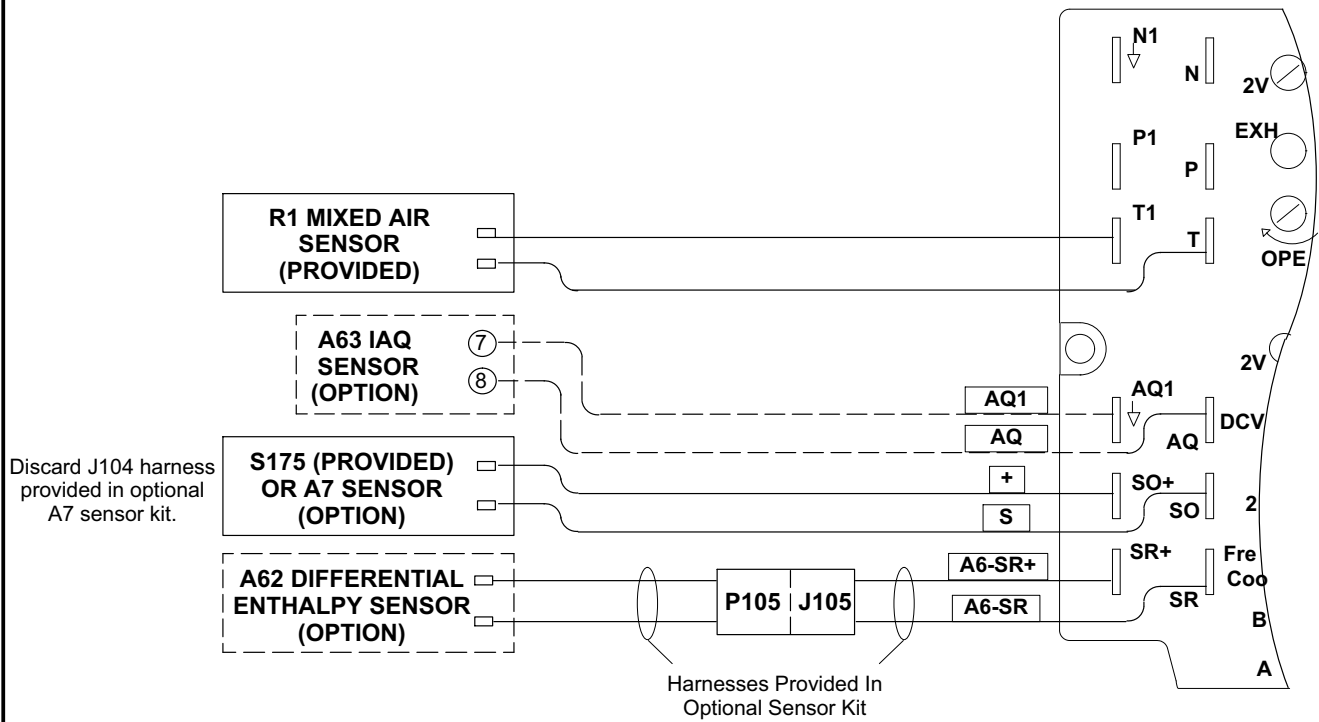 N1
N
2V
EXH
P1
P
R1 MIXED AIR
SENSOR
(PROVIDED)
T1
T
OPE
A63 IAQ
SENSOR
(OPTION)
7
8
2V
AQ1
AQ1
DCV
AQ
AQ
Discard J104 harness
provided in optional
A7 sensor kit.
S175 (PROVIDED)
OR A7 SENSOR
(OPTION)
+
S
SO+
SO
2
A62 DIFFERENTIAL
ENTHALPY SENSOR
(OPTION)
P105
J105
A6-SR+
A6-SR
SR+
SR
Fre
Coo
B
A
Harnesses Provided In
Optional Sensor Kit